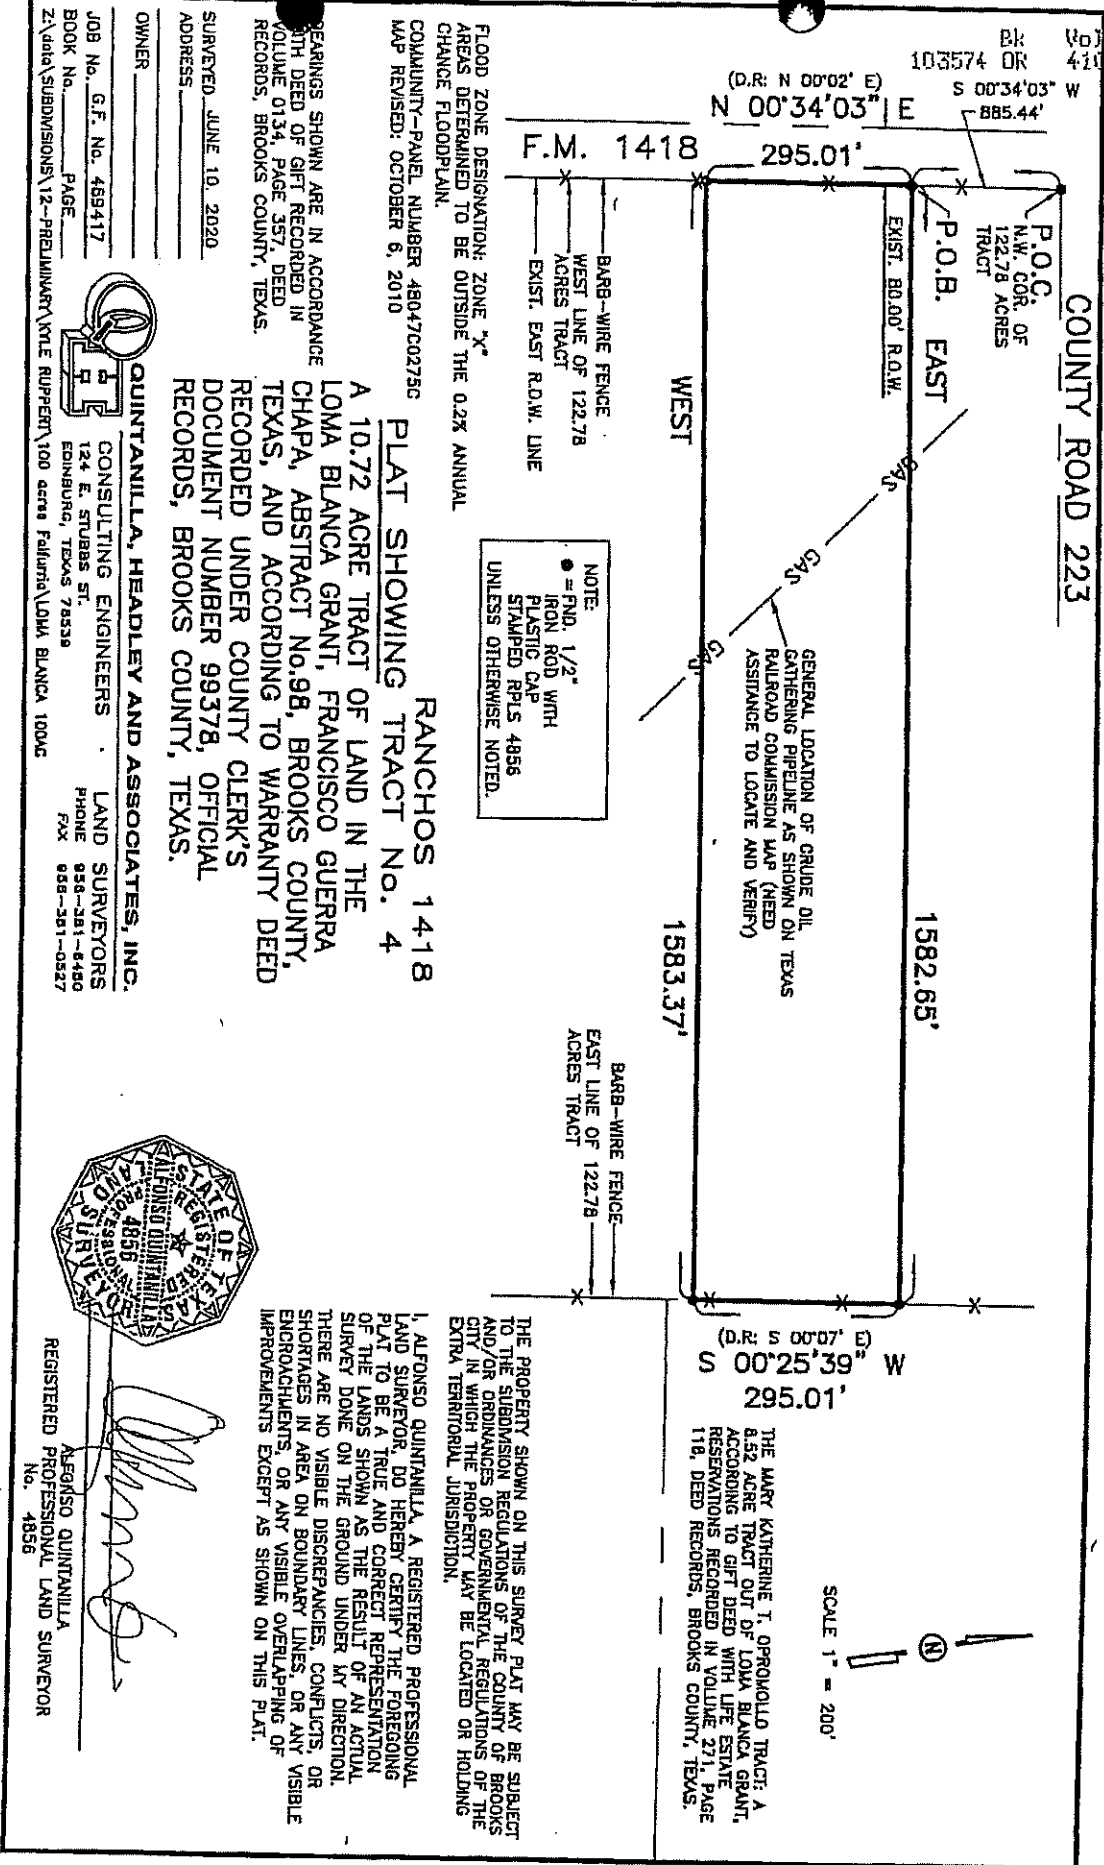 Vol
Bk
103574 OR
COUNTY ROAD 223
S 00°34'03" W
885.44'
P.O.C.
N.W. COR. OF
122.78 ACRES
TRACT
(D.R: N 00°02' E)
N 00°34'03" E
295.01'
F.M. 1418
P.O.B.
EAST
1582.65'
EXIST. 80.00' R.O.W.
GAS
GAS
GAS
GENERAL LOCATION OF CRUDE OIL
GATHERING PIPELINE AS SHOWN ON TEXAS
RAILROAD COMMISSION MAP (NEED
ASSITANCE TO LOCATE AND VERIFY)
WEST
1583.37'
BARB-WIRE FENCE
WEST LINE OF 122.78
ACRES TRACT
EXIST. EAST R.O.W. LINE
BARB-WIRE FENCE
EAST LINE OF 122.78
ACRES TRACT
(D.R: S 00°07' E)
S 00°25'39" W
295.01'
SCALE 1" = 200'
N
THE MARY KATHERINE T. OPROMOLLO TRACT: A
8.52 ACRE TRACT OUT OF LOMA BLANCA GRANT,
ACCORDING TO GIFT DEED WITH LIFE ESTATE
RESERVATIONS RECORDED IN VOLUME 271, PAGE
118, DEED RECORDS, BROOKS COUNTY, TEXAS.
NOTE:
● =FND. 1/2"
IRON ROD WITH
PLASTIC CAP
STAMPED RPLS 4856
UNLESS OTHERWISE NOTED.
FLOOD ZONE DESIGNATION: ZONE "X"
AREAS DETERMINED TO BE OUTSIDE THE 0.2% ANNUAL
CHANCE FLOODPLAIN.
COMMUNITY-PANEL NUMBER 48047C0275C
MAP REVISED: OCTOBER 6, 2010
BEARINGS SHOWN ARE IN ACCORDANCE
DEED OF GIFT RECORDED IN
VOLUME 0134, PAGE 357, DEED
RECORDS, BROOKS COUNTY, TEXAS.
RANCHOS 1418
PLAT SHOWING TRACT No. 4
A 10.72 ACRE TRACT OF LAND IN THE
LOMA BLANCA GRANT, FRANCISCO GUERRA
CHAPA, ABSTRACT No.98, BROOKS COUNTY,
TEXAS, AND ACCORDING TO WARRANTY DEED
RECORDED UNDER COUNTY CLERK'S
DOCUMENT NUMBER 99378, OFFICIAL
RECORDS, BROOKS COUNTY, TEXAS.
THE PROPERTY SHOWN ON THIS SURVEY PLAT MAY BE SUBJECT
TO THE SUBDIVISION REGULATIONS OF THE COUNTY OF BROOKS
AND/OR ORDINANCES OR GOVERNMENTAL REGULATIONS OF THE
CITY IN WHICH THE PROPERTY MAY BE LOCATED OR HOLDING
EXTRA TERRITORIAL JURISDICTION.
I, ALFONSO QUINTANILLA, A REGISTERED PROFESSIONAL
LAND SURVEYOR, DO HEREBY CERTIFY THE FOREGOING
PLAT TO BE A TRUE AND CORRECT REPRESENTATION
OF THE LANDS SHOWN AS THE RESULT OF AN ACTUAL
SURVEY DONE ON THE GROUND UNDER MY DIRECTION.
THERE ARE NO VISIBLE DISCREPANCIES, CONFLICTS, OR
SHORTAGES IN AREA ON BOUNDARY LINES, OR ANY VISIBLE
ENCROACHMENTS, OR ANY VISIBLE OVERLAPPING OF
IMPROVEMENTS EXCEPT AS SHOWN ON THIS PLAT.
SURVEYED JUNE 10, 2020
ADDRESS
OWNER
JOB No. G.F. No. 469417
BOOK No. PAGE
Z:\data\SUBDIVISIONS\12-PRELIMINARY\KYLE RUPPERT\100 acres Falfurria\LOMA BLANCA 100AC
QUINTANILLA, HEADLEY AND ASSOCIATES, INC.
CONSULTING ENGINEERS · LAND SURVEYORS
124 E. STUBBS ST. PHONE 956-381-6480
EDINBURG, TEXAS 78539 FAX 956-381-0527
STATE OF TEXAS
REGISTERED
ALFONSO QUINTANILLA
4856
PROFESSIONAL
LAND SURVEYOR
ALFONSO QUINTANILLA
REGISTERED PROFESSIONAL LAND SURVEYOR
No. 4856